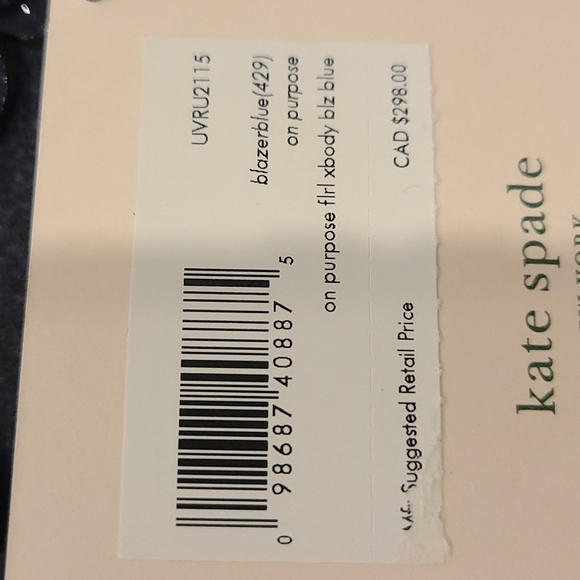 UVRU2115
blazerblue(429)
on purpose
0 98687 40887 5
on purpose flrl xbody blz blue
Suggested Retail Price CAD $298.00
kate spade
YORK